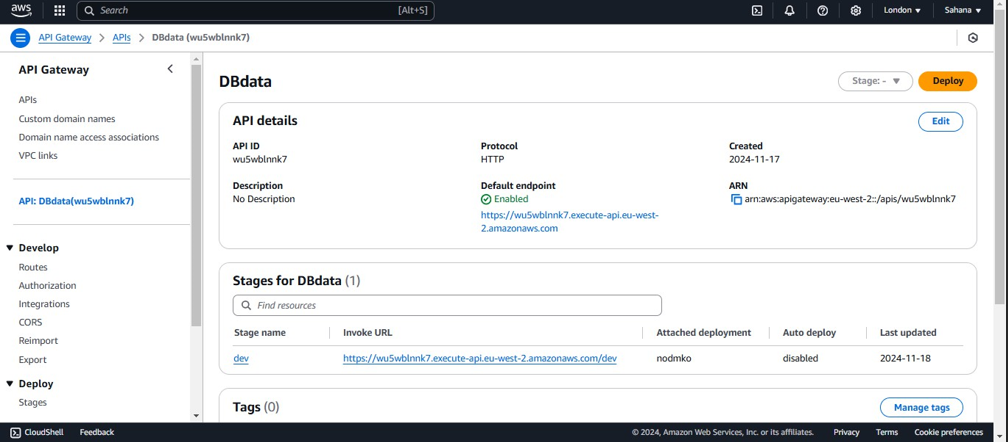 aws
Search
[Alt+S]
London
Sahana
API Gateway
APIs
DBdata (wu5wblnnk7)
API Gateway
APIs
Custom domain names
Domain name access associations
VPC links
API: DBdata(wu5wblnnk7)
Develop
Routes
Authorization
Integrations
CORS
Reimport
Export
Deploy
Stages
DBdata
Stage: -
Deploy
API details
Edit
API ID
wu5wblnnk7
Protocol
HTTP
Created
2024-11-17
Description
No Description
Default endpoint
Enabled
https://wu5wblnnk7.execute-api.eu-west-
2.amazonaws.com
ARN
arn:aws:apigateway:eu-west-2::/apis/wu5wblnnk7
Stages for DBdata (1)
Find resources
Stage name Invoke URL Attached deployment Auto deploy Last updated
dev https://wu5wblnnk7.execute-api.eu-west-2.amazonaws.com/dev nodmko disabled 2024-11-18
Tags (0)
Manage tags
CloudShell
Feedback
© 2024, Amazon Web Services, Inc. or its affiliates.
Privacy
Terms
Cookie preferences